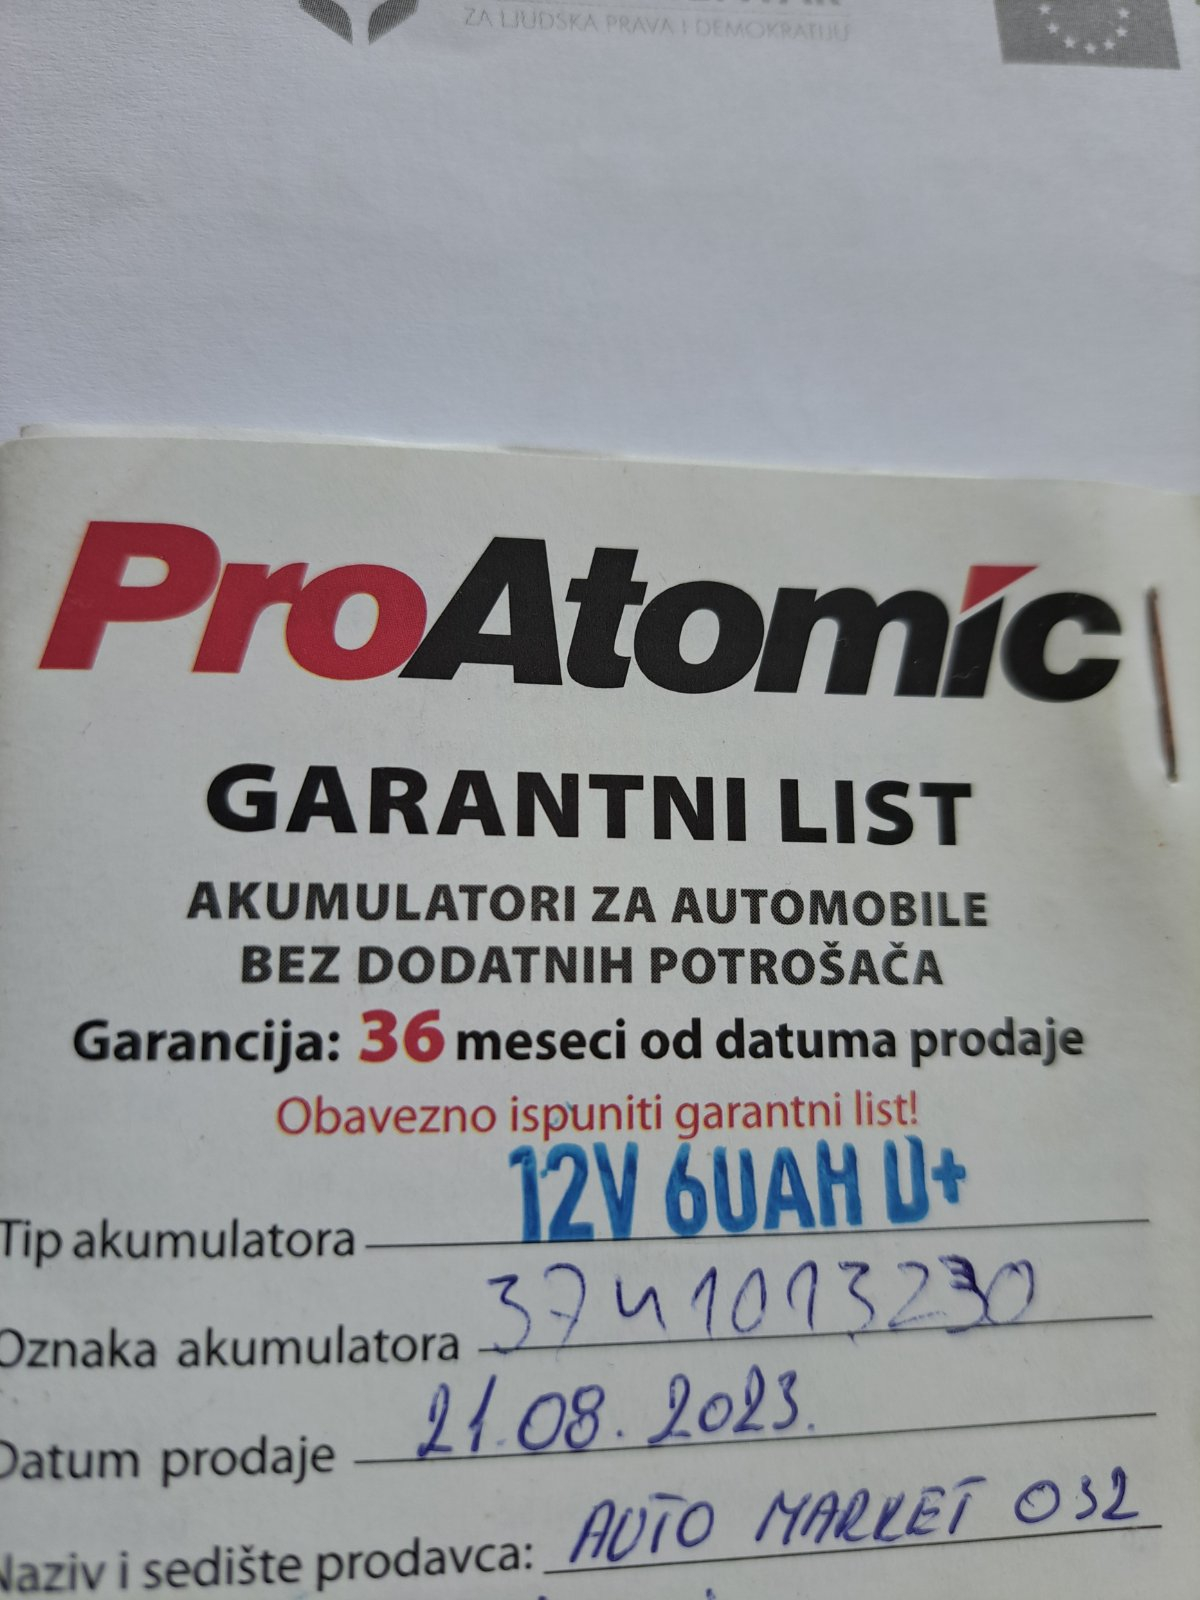 ZA LJUDSKA PRAVA I DEMOKRATIJU
ProAtomic
GARANTNI LIST
AKUMULATORI ZA AUTOMOBILE
BEZ DODATNIH POTROŠAČA
Garancija: 36 meseci od datuma prodaje
Obavezno ispuniti garantni list!
Tip akumulatora 12V 6UAH U+
Oznaka akumulatora 3741013230
Datum prodaje 21.08.2023.
Naziv i sedište prodavca: AUTO MARKET 032